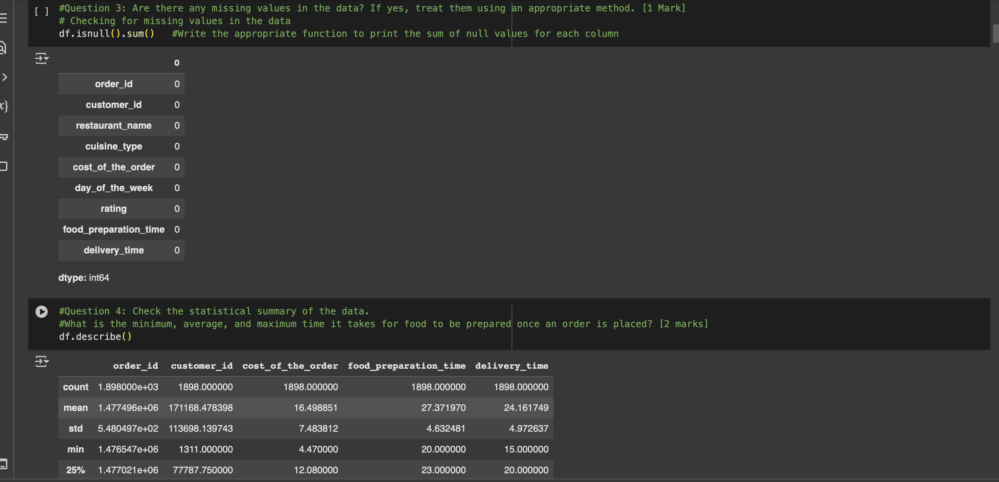 [ ] #Question 3: Are there any missing values in the data? If yes, treat them using an appropriate method. [1 Mark]
# Checking for missing values in the data
df.isnull().sum()   #Write the appropriate function to print the sum of null values for each column
0
order_id 0
customer_id 0
restaurant_name 0
cuisine_type 0
cost_of_the_order 0
day_of_the_week 0
rating 0
food_preparation_time 0
delivery_time 0
dtype: int64
#Question 4: Check the statistical summary of the data.
#What is the minimum, average, and maximum time it takes for food to be prepared once an order is placed? [2 marks]
df.describe()
order_id customer_id cost_of_the_order food_preparation_time delivery_time
count 1.898000e+03 1898.000000 1898.000000 1898.000000 1898.000000
mean 1.477496e+06 171168.478398 16.498851 27.371970 24.161749
std 5.480497e+02 113698.139743 7.483812 4.632481 4.972637
min 1.476547e+06 1311.000000 4.470000 20.000000 15.000000
25% 1.477021e+06 77787.750000 12.080000 23.000000 20.000000